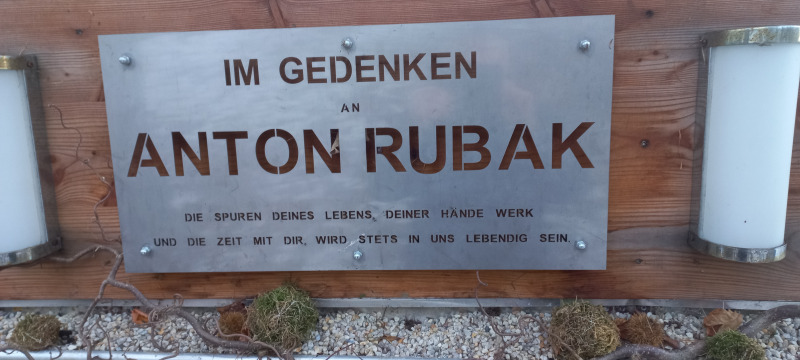 IM GEDENKEN
AN
ANTON RUBAK
DIE SPUREN DEINES LEBENS, DEINER HÄNDE WERK
UND DIE ZEIT MIT DIR, WIRD STETS IN UNS LEBENDIG SEIN.